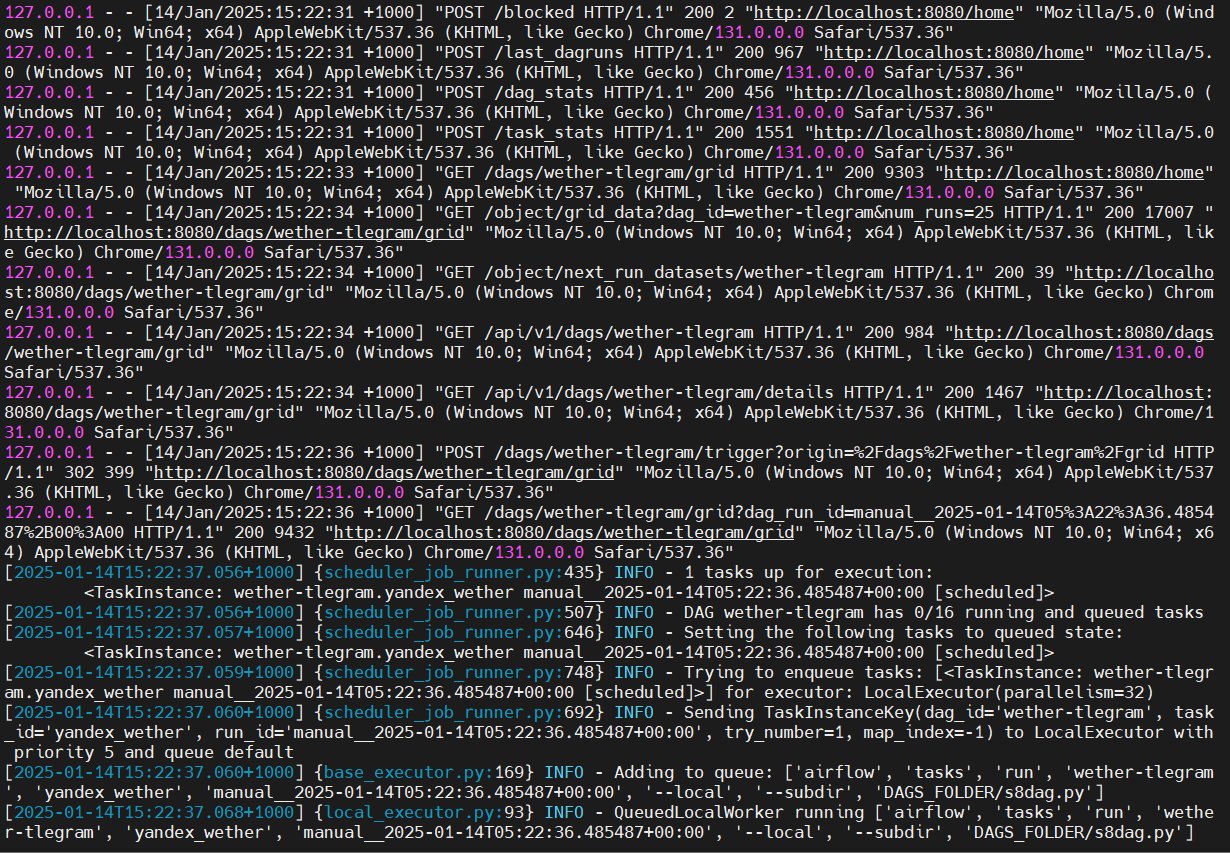 127.0.0.1 - - [14/Jan/2025:15:22:31 +1000] "POST /blocked HTTP/1.1" 200 2 "http://localhost:8080/home" "Mozilla/5.0 (Wind
ows NT 10.0; Win64; x64) AppleWebKit/537.36 (KHTML, like Gecko) Chrome/131.0.0.0 Safari/537.36"
127.0.0.1 - - [14/Jan/2025:15:22:31 +1000] "POST /last_dagruns HTTP/1.1" 200 967 "http://localhost:8080/home" "Mozilla/5.
0 (Windows NT 10.0; Win64; x64) AppleWebKit/537.36 (KHTML, like Gecko) Chrome/131.0.0.0 Safari/537.36"
127.0.0.1 - - [14/Jan/2025:15:22:31 +1000] "POST /dag_stats HTTP/1.1" 200 456 "http://localhost:8080/home" "Mozilla/5.0 (
Windows NT 10.0; Win64; x64) AppleWebKit/537.36 (KHTML, like Gecko) Chrome/131.0.0.0 Safari/537.36"
127.0.0.1 - - [14/Jan/2025:15:22:31 +1000] "POST /task_stats HTTP/1.1" 200 1551 "http://localhost:8080/home" "Mozilla/5.0
 (Windows NT 10.0; Win64; x64) AppleWebKit/537.36 (KHTML, like Gecko) Chrome/131.0.0.0 Safari/537.36"
127.0.0.1 - - [14/Jan/2025:15:22:33 +1000] "GET /dags/wether-tlegram/grid HTTP/1.1" 200 9303 "http://localhost:8080/home"
 "Mozilla/5.0 (Windows NT 10.0; Win64; x64) AppleWebKit/537.36 (KHTML, like Gecko) Chrome/131.0.0.0 Safari/537.36"
127.0.0.1 - - [14/Jan/2025:15:22:34 +1000] "GET /object/grid_data?dag_id=wether-tlegram&num_runs=25 HTTP/1.1" 200 17007 "
http://localhost:8080/dags/wether-tlegram/grid" "Mozilla/5.0 (Windows NT 10.0; Win64; x64) AppleWebKit/537.36 (KHTML, lik
e Gecko) Chrome/131.0.0.0 Safari/537.36"
127.0.0.1 - - [14/Jan/2025:15:22:34 +1000] "GET /object/next_run_datasets/wether-tlegram HTTP/1.1" 200 39 "http://localho
st:8080/dags/wether-tlegram/grid" "Mozilla/5.0 (Windows NT 10.0; Win64; x64) AppleWebKit/537.36 (KHTML, like Gecko) Chrom
e/131.0.0.0 Safari/537.36"
127.0.0.1 - - [14/Jan/2025:15:22:34 +1000] "GET /api/v1/dags/wether-tlegram HTTP/1.1" 200 984 "http://localhost:8080/dags
/wether-tlegram/grid" "Mozilla/5.0 (Windows NT 10.0; Win64; x64) AppleWebKit/537.36 (KHTML, like Gecko) Chrome/131.0.0.0
Safari/537.36"
127.0.0.1 - - [14/Jan/2025:15:22:34 +1000] "GET /api/v1/dags/wether-tlegram/details HTTP/1.1" 200 1467 "http://localhost:
8080/dags/wether-tlegram/grid" "Mozilla/5.0 (Windows NT 10.0; Win64; x64) AppleWebKit/537.36 (KHTML, like Gecko) Chrome/1
31.0.0.0 Safari/537.36"
127.0.0.1 - - [14/Jan/2025:15:22:36 +1000] "POST /dags/wether-tlegram/trigger?origin=%2Fdags%2Fwether-tlegram%2Fgrid HTTP
/1.1" 302 399 "http://localhost:8080/dags/wether-tlegram/grid" "Mozilla/5.0 (Windows NT 10.0; Win64; x64) AppleWebKit/537
.36 (KHTML, like Gecko) Chrome/131.0.0.0 Safari/537.36"
127.0.0.1 - - [14/Jan/2025:15:22:36 +1000] "GET /dags/wether-tlegram/grid?dag_run_id=manual__2025-01-14T05%3A22%3A36.4854
87%2B00%3A00 HTTP/1.1" 200 9432 "http://localhost:8080/dags/wether-tlegram/grid" "Mozilla/5.0 (Windows NT 10.0; Win64; x6
4) AppleWebKit/537.36 (KHTML, like Gecko) Chrome/131.0.0.0 Safari/537.36"
[2025-01-14T15:22:37.056+1000] {scheduler_job_runner.py:435} INFO - 1 tasks up for execution:
        <TaskInstance: wether-tlegram.yandex_wether manual__2025-01-14T05:22:36.485487+00:00 [scheduled]>
[2025-01-14T15:22:37.056+1000] {scheduler_job_runner.py:507} INFO - DAG wether-tlegram has 0/16 running and queued tasks
[2025-01-14T15:22:37.057+1000] {scheduler_job_runner.py:646} INFO - Setting the following tasks to queued state:
        <TaskInstance: wether-tlegram.yandex_wether manual__2025-01-14T05:22:36.485487+00:00 [scheduled]>
[2025-01-14T15:22:37.059+1000] {scheduler_job_runner.py:748} INFO - Trying to enqueue tasks: [<TaskInstance: wether-tlegr
am.yandex_wether manual__2025-01-14T05:22:36.485487+00:00 [scheduled]>] for executor: LocalExecutor(parallelism=32)
[2025-01-14T15:22:37.060+1000] {scheduler_job_runner.py:692} INFO - Sending TaskInstanceKey(dag_id='wether-tlegram', task
_id='yandex_wether', run_id='manual__2025-01-14T05:22:36.485487+00:00', try_number=1, map_index=-1) to LocalExecutor with
 priority 5 and queue default
[2025-01-14T15:22:37.060+1000] {base_executor.py:169} INFO - Adding to queue: ['airflow', 'tasks', 'run', 'wether-tlegram
', 'yandex_wether', 'manual__2025-01-14T05:22:36.485487+00:00', '--local', '--subdir', 'DAGS_FOLDER/s8dag.py']
[2025-01-14T15:22:37.068+1000] {local_executor.py:93} INFO - QueuedLocalWorker running ['airflow', 'tasks', 'run', 'wethe
r-tlegram', 'yandex_wether', 'manual__2025-01-14T05:22:36.485487+00:00', '--local', '--subdir', 'DAGS_FOLDER/s8dag.py']